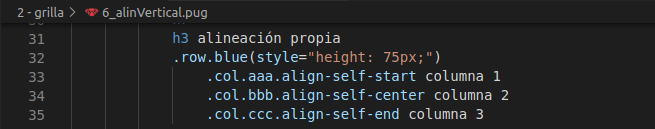 2 - grilla > 6_alinVertical.pug
31 h3 alineación propia
32 .row.blue(style="height: 75px;")
33 .col.aaa.align-self-start columna 1
34 .col.bbb.align-self-center columna 2
35 .col.ccc.align-self-end columna 3